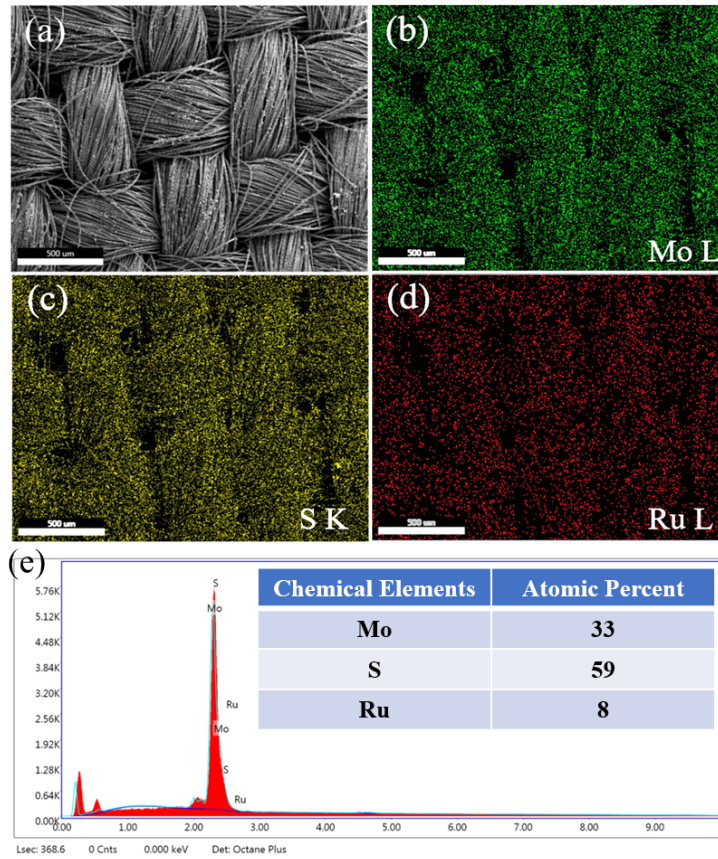 (a)
500 um
(b)
500 um
Mo L
(c)
500 um
S K
(d)
500 um
Ru L
(e)
5.76K
5.12K
4.48K
3.84K
3.20K
2.56K
1.92K
1.28K
0.64K
0.00K
S
Mo
Ru
Mo
S
Ru
Chemical Elements Atomic Percent
Mo 33
S 59
Ru 8
0.00 1.00 2.00 3.00 4.00 5.00 6.00 7.00 8.00 9.00
Lsec: 368.6 0 Cnts 0.000 keV Det: Octane Plus